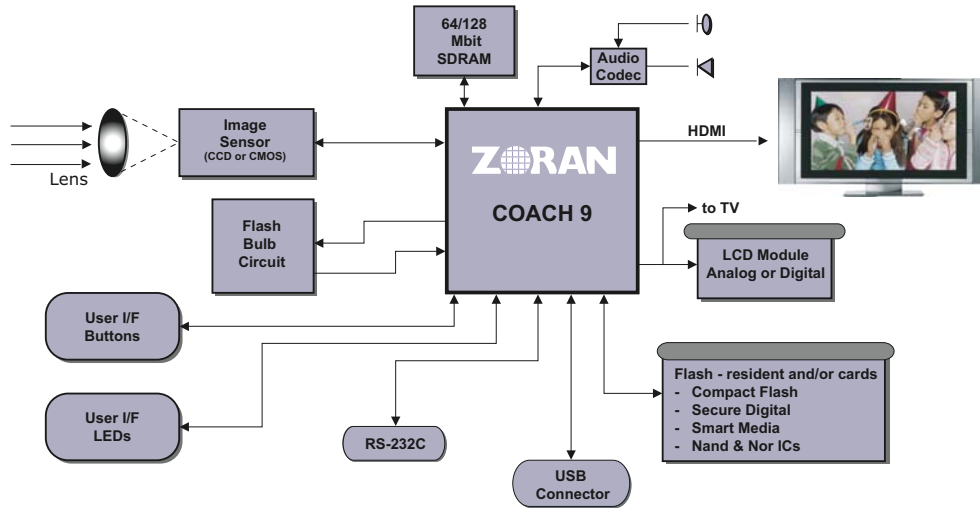 64/128
Mbit
SDRAM
Audio
Codec
Image
Sensor
(CCD or CMOS)
Lens
HDMI
ZORAN
COACH 9
to TV
Flash
Bulb
Circuit
LCD Module
Analog or Digital
User I/F
Buttons
User I/F
LEDs
RS-232C
USB
Connector
Flash - resident and/or cards
- Compact Flash
- Secure Digital
- Smart Media
- Nand & Nor ICs